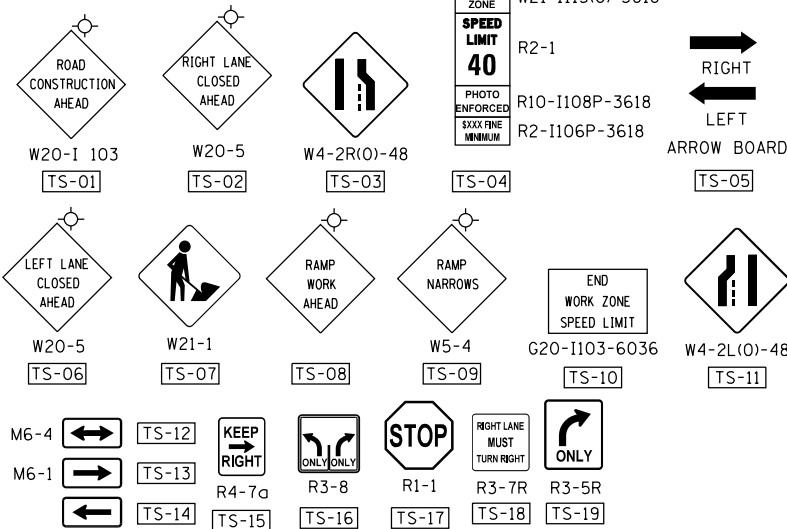 ZONE
ROAD
CONSTRUCTION
AHEAD
W20-I 103
TS-01
RIGHT LANE
CLOSED
AHEAD
W20-5
TS-02
W4-2R(O)-48
TS-03
SPEED
LIMIT
40
R2-1
PHOTO
ENFORCED
R10-I108P-3618
$XXX FINE
MINIMUM
R2-I106P-3618
TS-04
RIGHT
LEFT
ARROW BOARD
TS-05
LEFT LANE
CLOSED
AHEAD
W20-5
TS-06
W21-1
TS-07
RAMP
WORK
AHEAD
TS-08
RAMP
NARROWS
W5-4
TS-09
END
WORK ZONE
SPEED LIMIT
G20-I103-6036
TS-10
W4-2L(O)-48
TS-11
M6-4
TS-12
M6-1
TS-13
TS-14
KEEP
RIGHT
R4-7a
TS-15
ONLY ONLY
R3-8
TS-16
STOP
R1-1
TS-17
RIGHT LANE
MUST
TURN RIGHT
R3-7R
TS-18
ONLY
R3-5R
TS-19